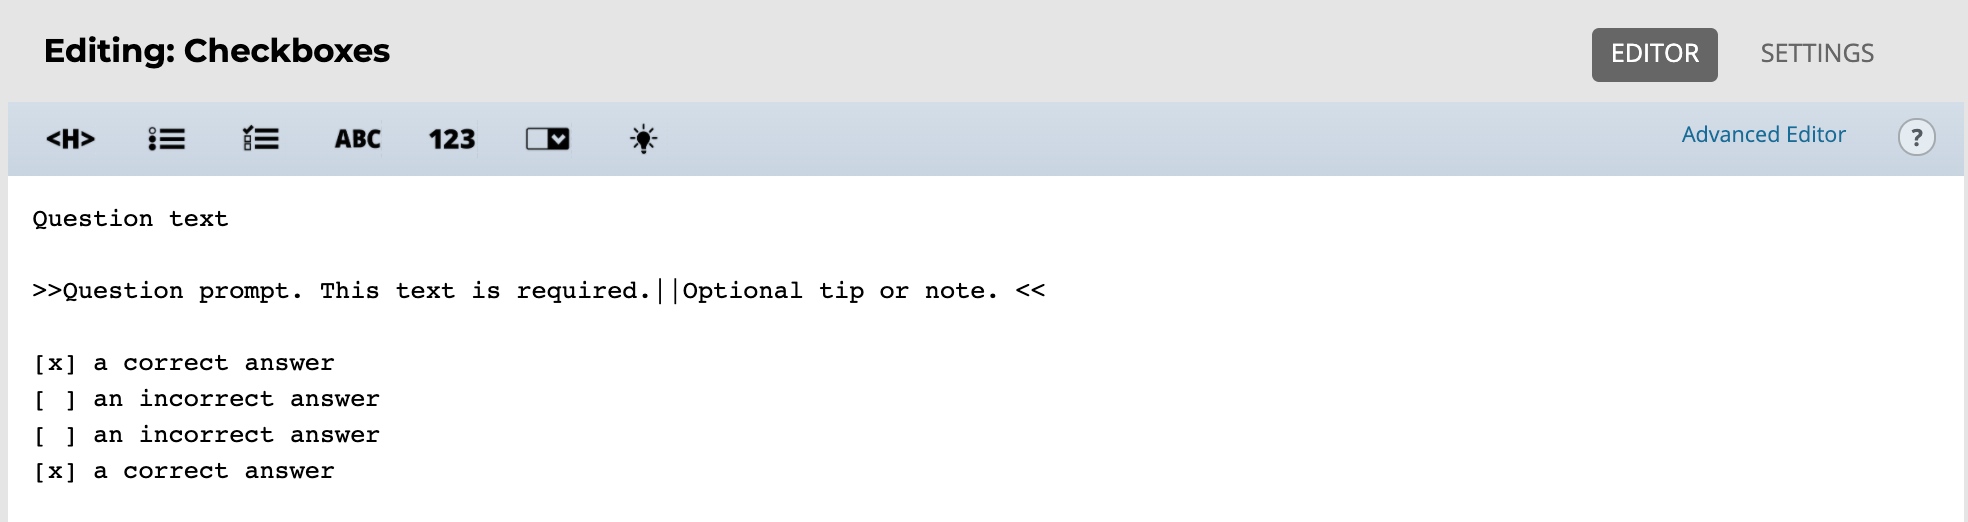 Editing: Checkboxes
EDITOR SETTINGS
<H> ABC 123 Advanced Editor ?
Question text
>>Question prompt. This text is required.||Optional tip or note. <<
[x] a correct answer
[ ] an incorrect answer
[ ] an incorrect answer
[x] a correct answer